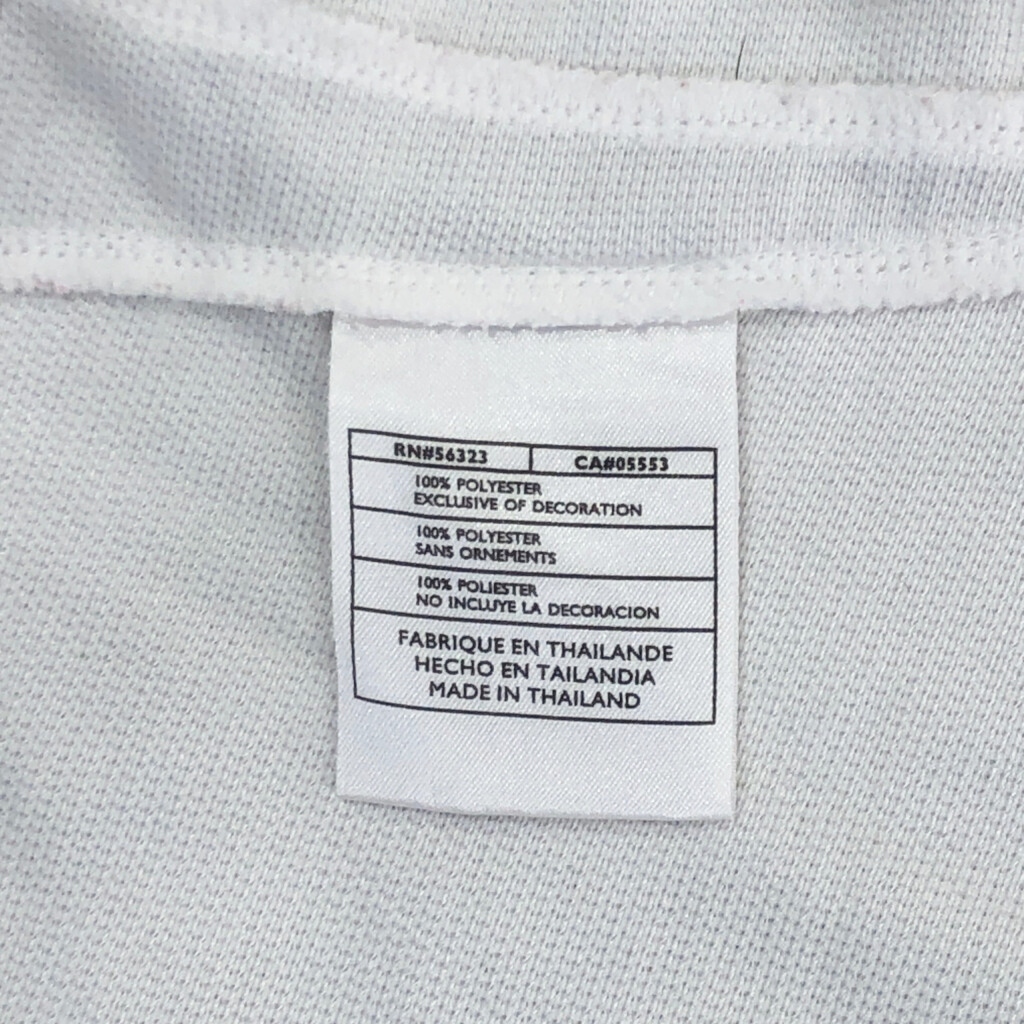 RN#56323 CA#05553
100% POLYESTER
EXCLUSIVE OF DECORATION
100% POLYESTER
SANS ORNEMENTS
100% POLIESTER
NO INCLUYE LA DECORACION
FABRIQUE EN THAILANDE
HECHO EN TAILANDIA
MADE IN THAILAND